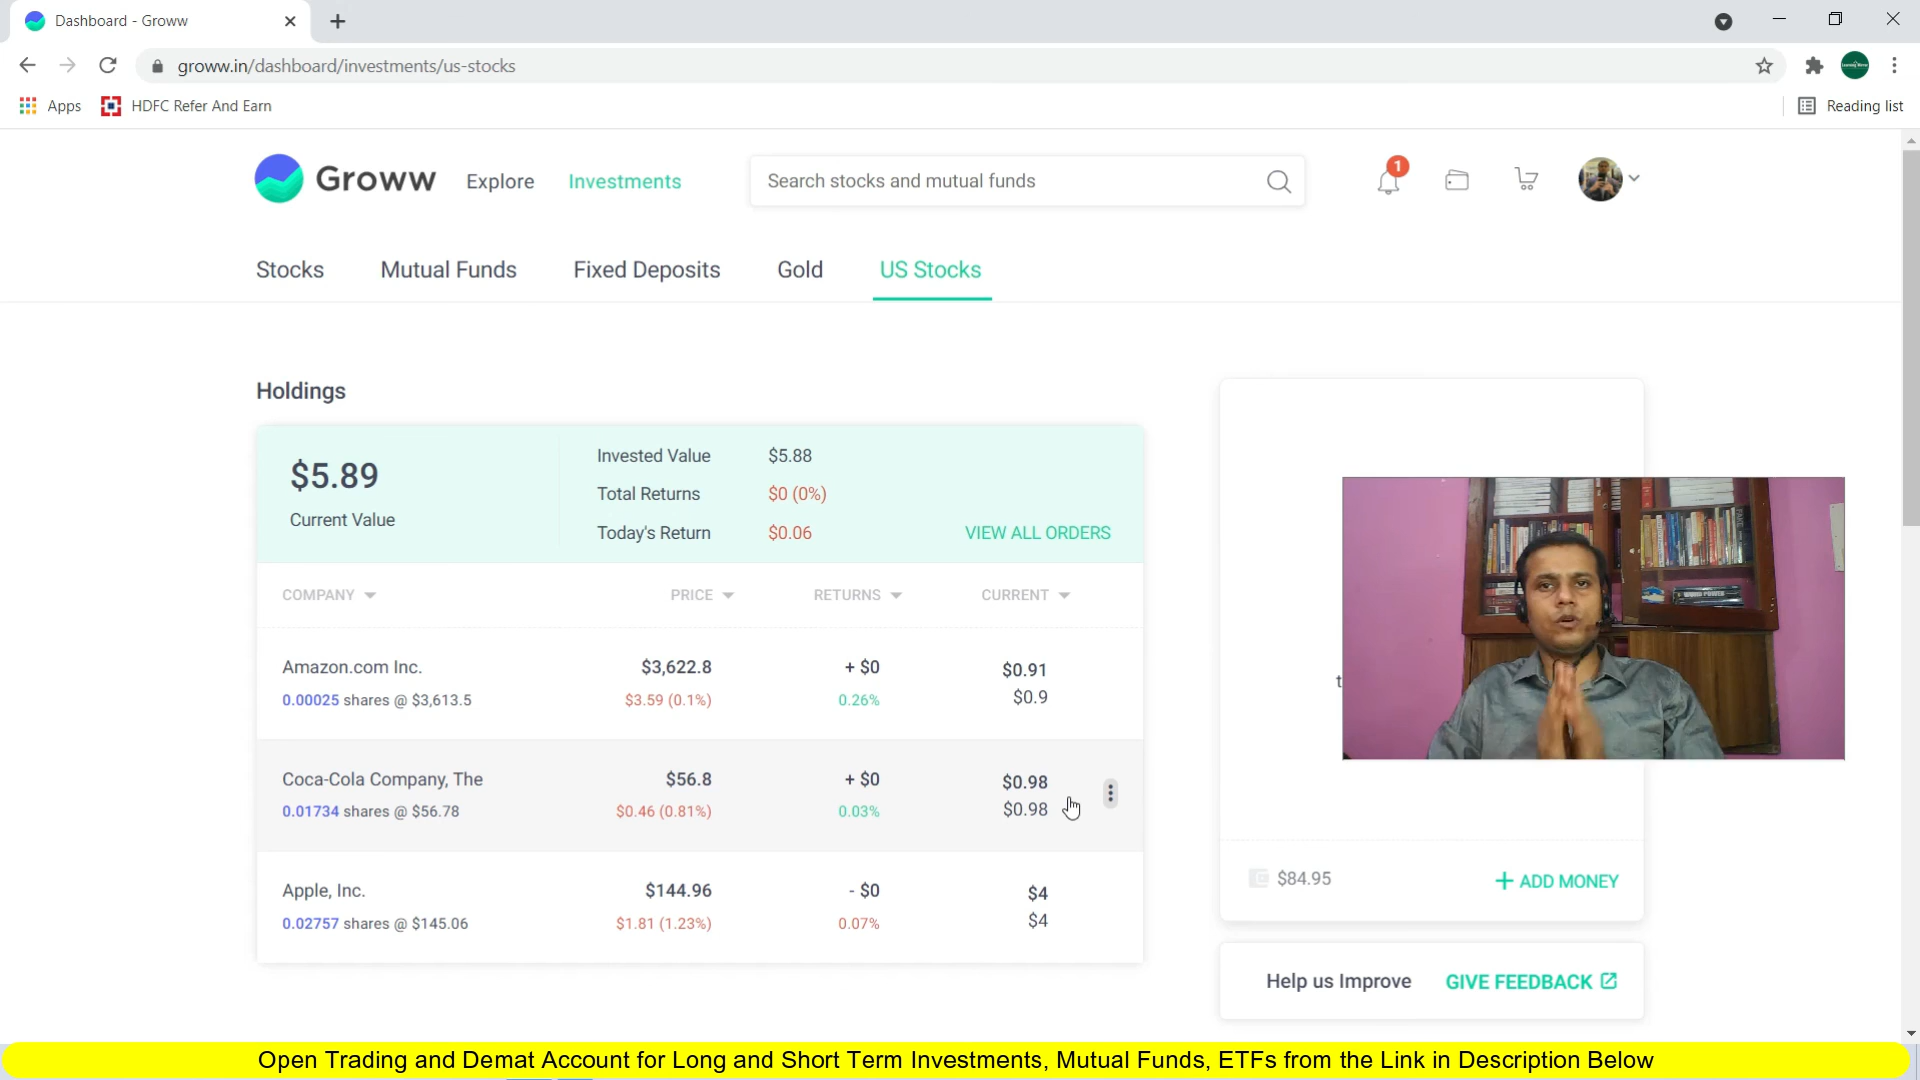 Dashboard - Groww
groww.in/dashboard/investments/us-stocks
Apps
HDFC Refer And Earn
Reading list
Groww
Explore
Investments
Search stocks and mutual funds
1
Stocks
Mutual Funds
Fixed Deposits
Gold
US Stocks
Holdings
$5.89
Current Value
Invested Value $5.88
Total Returns $0 (0%)
Today's Return $0.06
VIEW ALL ORDERS
COMPANY PRICE RETURNS CURRENT
Amazon.com Inc. $3,622.8 + $0 $0.91
0.00025 shares @ $3,613.5 $3.59 (0.1%) 0.26% $0.9
Coca-Cola Company, The $56.8 + $0 $0.98
0.01734 shares @ $56.78 $0.46 (0.81%) 0.03% $0.98
Apple, Inc. $144.96 - $0 $4
0.02757 shares @ $145.06 $1.81 (1.23%) 0.07% $4
t
$84.95
+ ADD MONEY
Help us Improve
GIVE FEEDBACK
Open Trading and Demat Account for Long and Short Term Investments, Mutual Funds, ETFs from the Link in Description Below